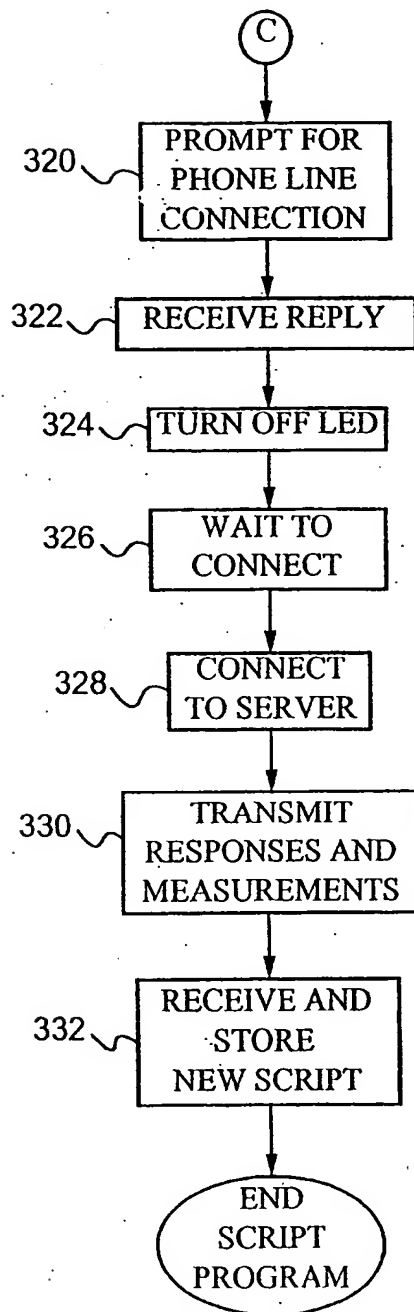 C
320
PROMPT FOR
PHONE LINE
CONNECTION
322
RECEIVE REPLY
324
TURN OFF LED
326
WAIT TO
CONNECT
328
CONNECT
TO SERVER
330
TRANSMIT
RESPONSES AND
MEASUREMENTS
332
RECEIVE AND
STORE
NEW SCRIPT
END
SCRIPT
PROGRAM